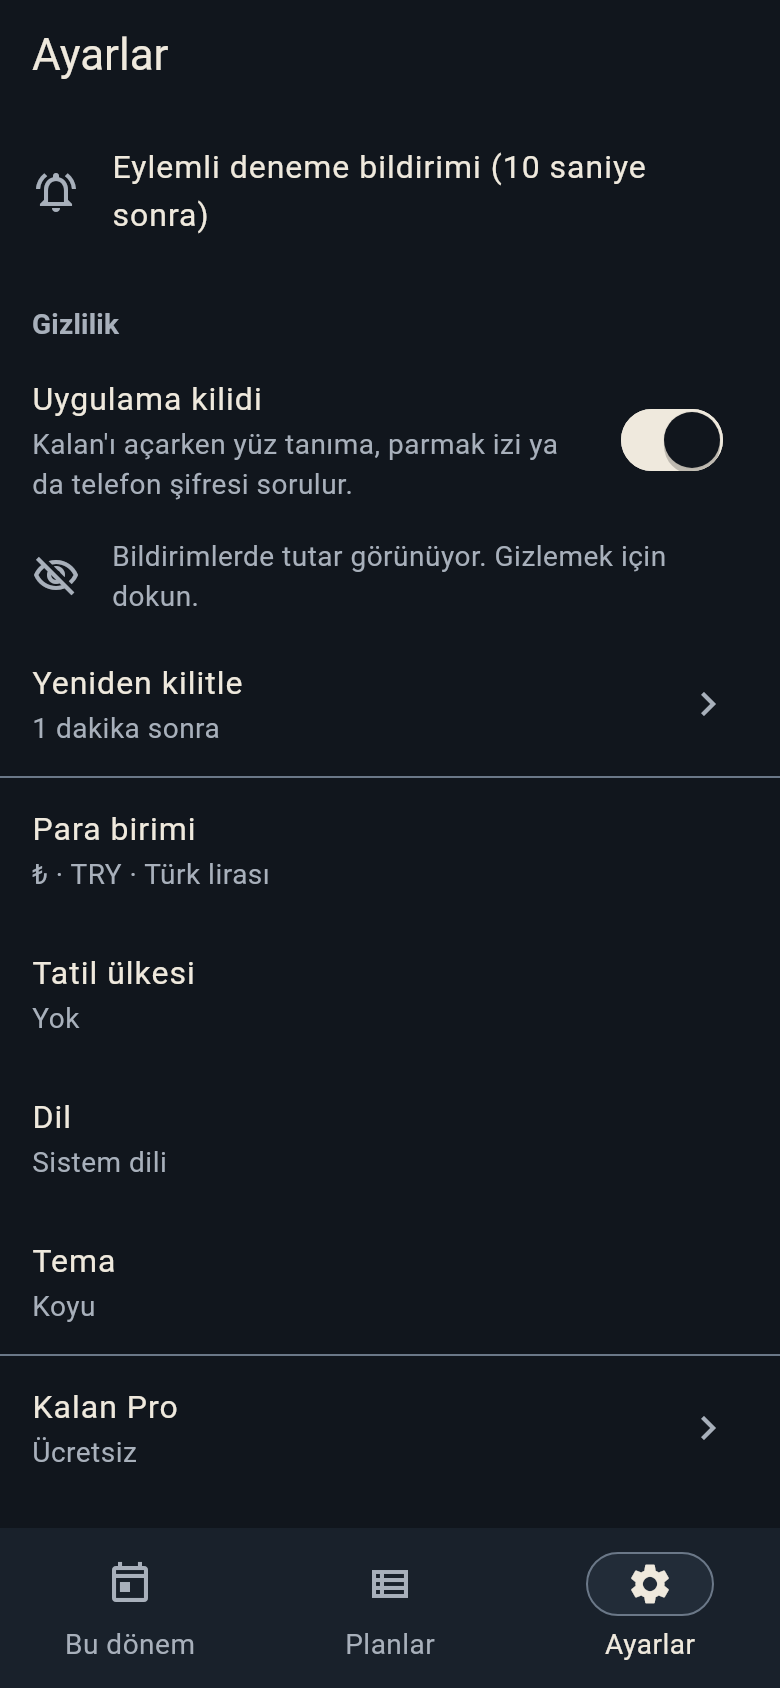 Ayarlar
Eylemli deneme bildirimi (10 saniye
sonra)
Gizlilik
Uygulama kilidi
Kalan'ı açarken yüz tanıma, parmak izi ya
da telefon şifresi sorulur.
Bildirimlerde tutar görünüyor. Gizlemek için
dokun.
Yeniden kilitle
1 dakika sonra
Para birimi
₺ · TRY · Türk lirası
Tatil ülkesi
Yok
Dil
Sistem dili
Tema
Koyu
Kalan Pro
Ücretsiz
Bu dönem
Planlar
Ayarlar